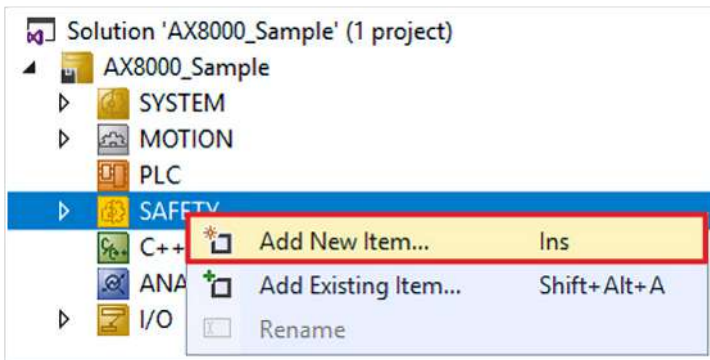 Solution 'AX8000_Sample' (1 project)
AX8000_Sample
SYSTEM
MOTION
PLC
SAFETY
Add New Item... Ins
C++
ANA
Add Existing Item... Shift+Alt+A
I/O
Rename